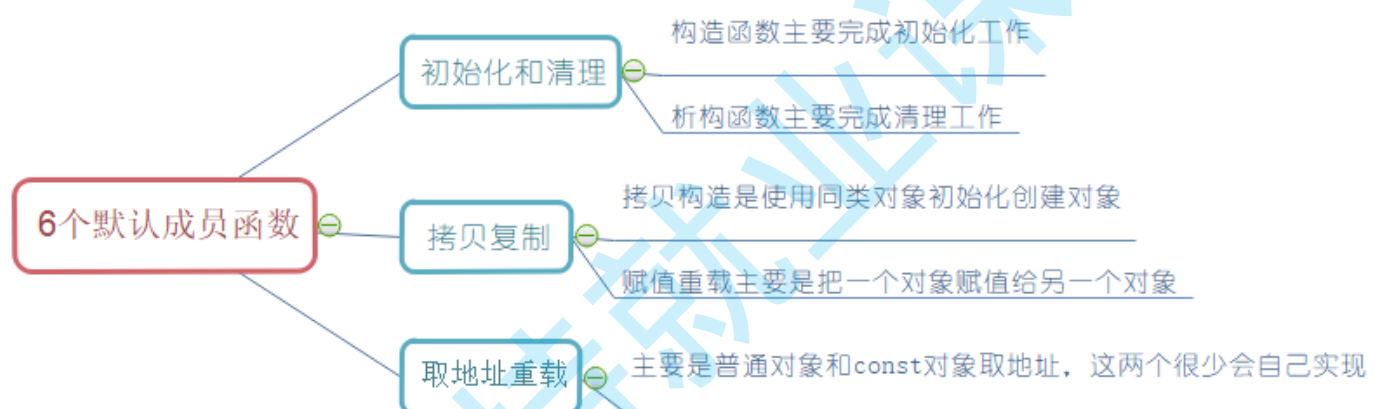 构造函数主要完成初始化工作
初始化和清理
析构函数主要完成清理工作
拷贝构造是使用同类对象初始化创建对象
6个默认成员函数
拷贝复制
赋值重载主要是把一个对象赋值给另一个对象
取地址重载
主要是普通对象和const对象取地址，这两个很少会自己实现
特就业课